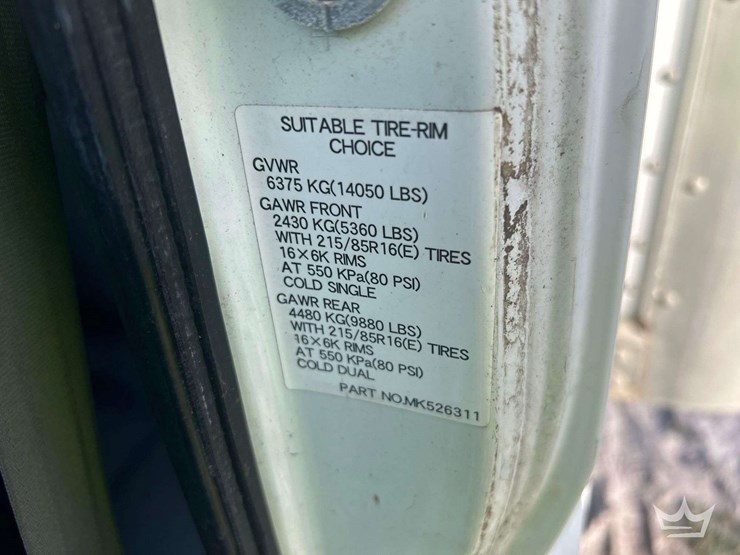 SUITABLE TIRE-RIM
CHOICE
GVWR
6375 KG(14050 LBS)
GAWR FRONT
2430 KG(5360 LBS)
WITH 215/85R16(E) TIRES
16×6K RIMS
AT 550 KPa(80 PSI)
COLD SINGLE
GAWR REAR
4480 KG(9880 LBS)
WITH 215/85R16(E) TIRES
16×6K RIMS
AT 550 KPa(80 PSI)
COLD DUAL
PART NO.MK526311